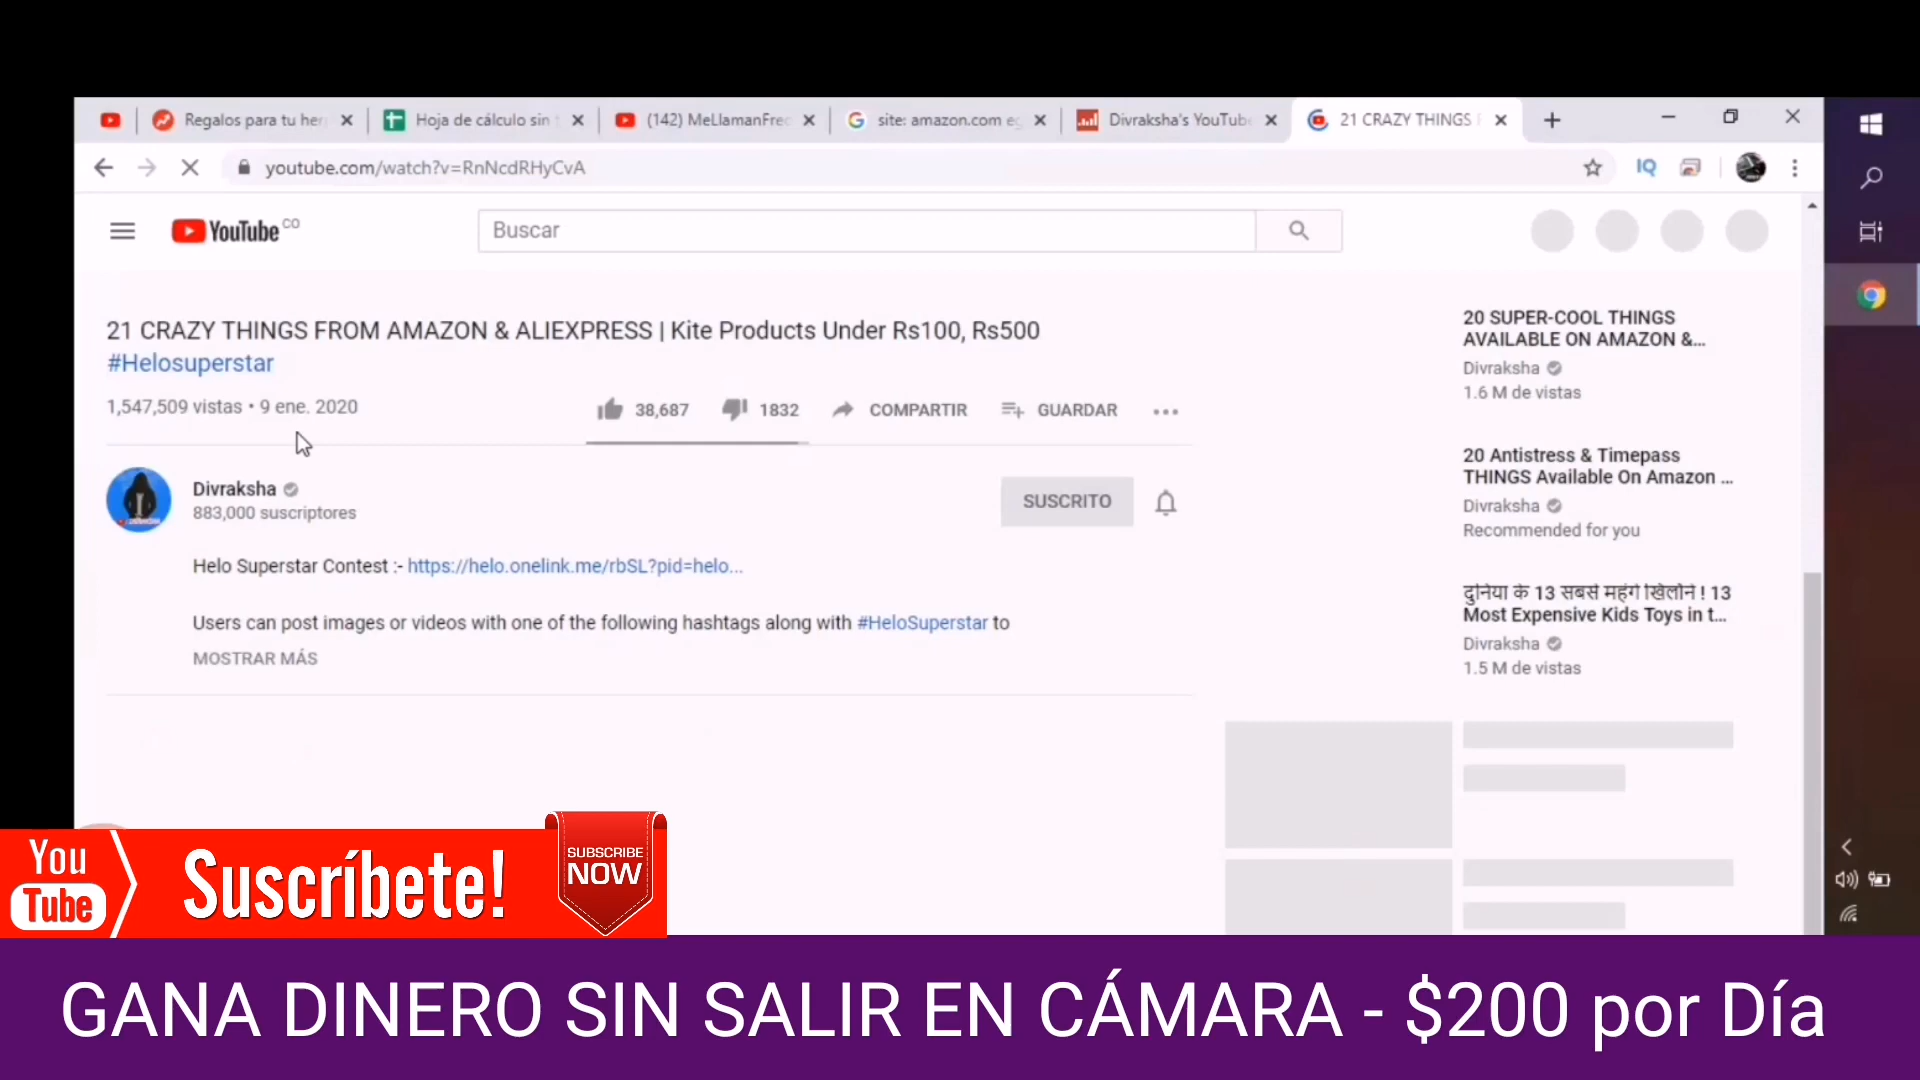 Regalos para tu her
Hoja de cálculo sin
(142) MeLlamanFred
site: amazon.com eg
Divraksha's YouTube
21 CRAZY THINGS F
youtube.com/watch?v=RnNcdRHyCvA
IQ
YouTube CO
Buscar
21 CRAZY THINGS FROM AMAZON & ALIEXPRESS | Kite Products Under Rs100, Rs500
#Helosuperstar
1,547,509 vistas • 9 ene. 2020
38,687
1832
COMPARTIR
GUARDAR
Divraksha
883,000 suscriptores
SUSCRITO
Helo Superstar Contest :- https://helo.onelink.me/rbSL?pid=helo...
Users can post images or videos with one of the following hashtags along with #HeloSuperstar to
MOSTRAR MÁS
20 SUPER-COOL THINGS
AVAILABLE ON AMAZON &...
Divraksha
1.6 M de vistas
20 Antistress & Timepass
THINGS Available On Amazon ...
Divraksha
Recommended for you
दुनिया के 13 सबसे महंगे खिलौने ! 13
Most Expensive Kids Toys in t...
Divraksha
1.5 M de vistas
You
Tube
Suscríbete!
SUBSCRIBE
NOW
GANA DINERO SIN SALIR EN CÁMARA - $200 por Día